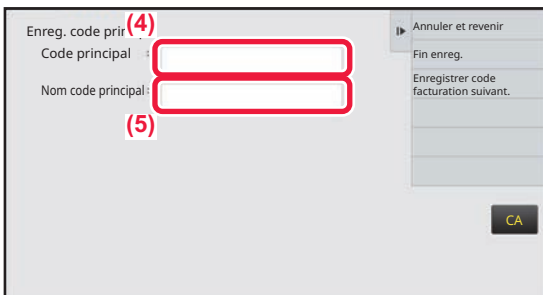 Enreg. code prin
(4)
Code principal :
Nom code principal:
(5)
Annuler et revenir
Fin enreg.
Enregistrer code
facturation suivant.
CA